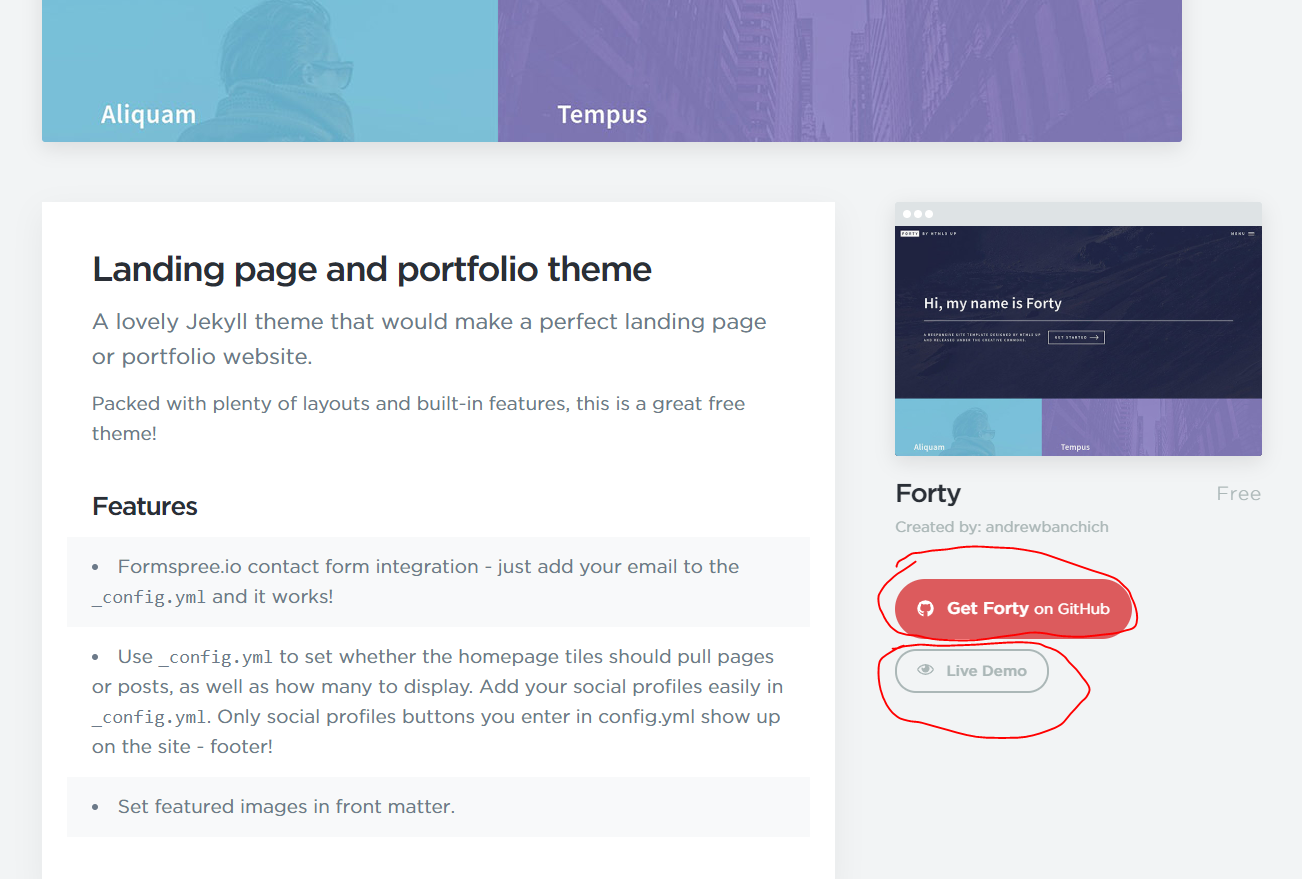 Aliquam
Tempus
Landing page and portfolio theme
A lovely Jekyll theme that would make a perfect landing page
or portfolio website.
Packed with plenty of layouts and built-in features, this is a great free
theme!
Features
• Formspree.io contact form integration - just add your email to the
_config.yml and it works!
• Use _config.yml to set whether the homepage tiles should pull pages
or posts, as well as how many to display. Add your social profiles easily in
_config.yml. Only social profiles buttons you enter in config.yml show up
on the site - footer!
• Set featured images in front matter.
FORTY BY HTML5 UP
MENU
Hi, my name is Forty
A RESPONSIVE SITE TEMPLATE DESIGNED BY HTML5 UP
AND RELEASED UNDER THE CREATIVE COMMONS.
GET STARTED
Aliquam
Tempus
Forty
Free
Created by: andrewbanchich
Get Forty on GitHub
Live Demo